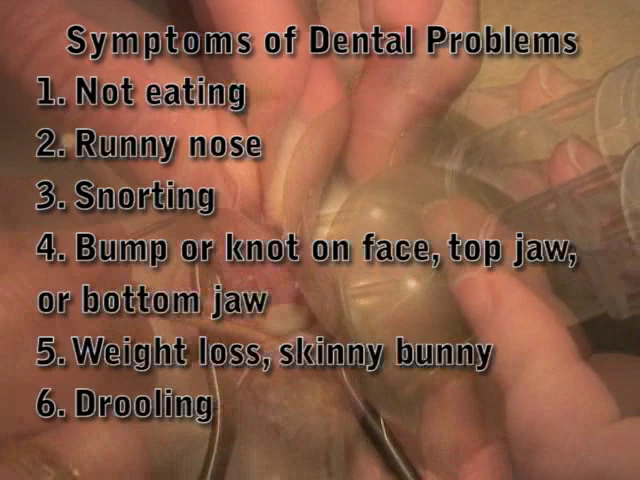 Symptoms of Dental Problems
1. Not eating
2. Runny nose
3. Snorting
4. Bump or knot on face, top jaw,
or bottom jaw
5. Weight loss, skinny bunny
6. Drooling